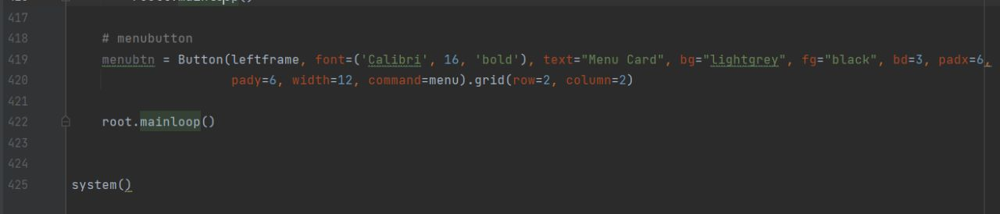 417
418 # menubutton
419 menubtn = Button(leftframe, font=('Calibri', 16, 'bold'), text="Menu Card", bg="lightgrey", fg="black", bd=3, padx=6,
420 pady=6, width=12, command=menu).grid(row=2, column=2)
421
422 root.mainloop()
423
424
425 system()